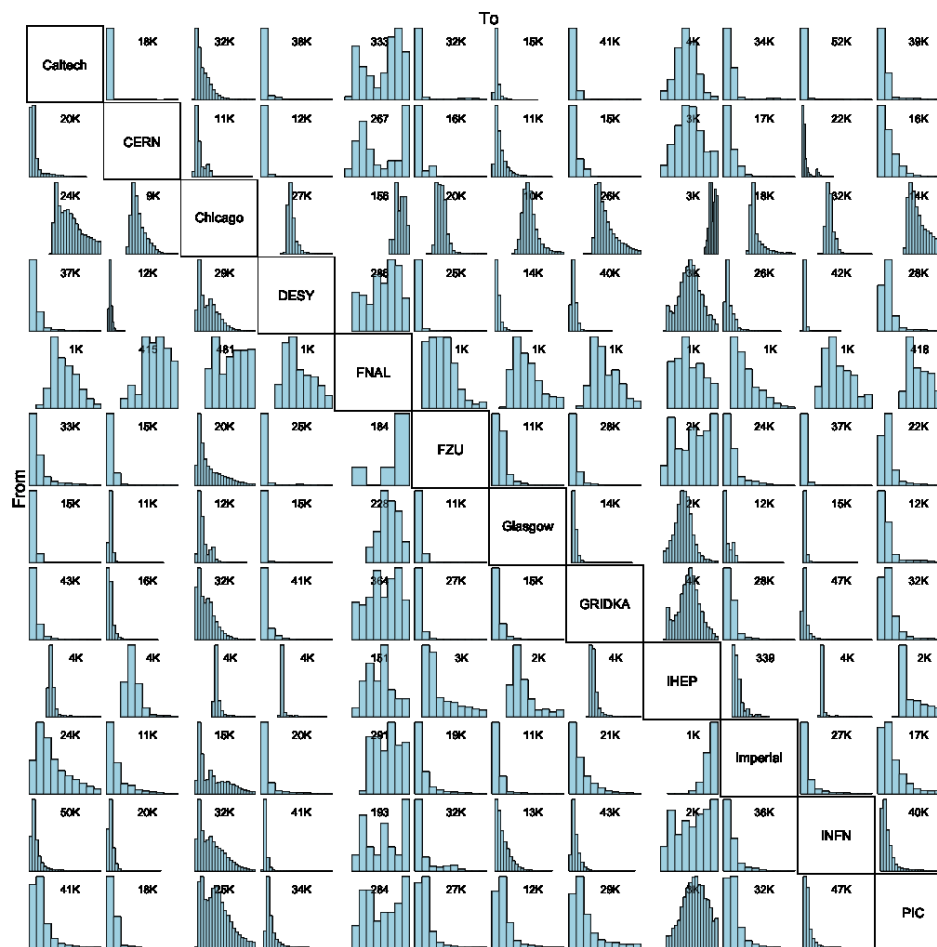 To
Caltech 18K 32K 38K 333 32K 15K 41K 4K 34K 52K 39K
20K CERN 11K 12K 267 16K 11K 15K 3K 17K 22K 16K
24K 9K Chicago 27K 156 20K 10K 26K 3K 18K 32K 14K
37K 12K 29K DESY 288 25K 14K 40K 3K 26K 42K 28K
1K 415 481 1K FNAL 1K 1K 1K 1K 1K 1K 418
From
33K 15K 20K 25K 184 FZU 11K 28K 2K 24K 37K 22K
15K 11K 12K 15K 228 11K Glasgow 14K 2K 12K 15K 12K
43K 16K 32K 41K 364 27K 15K GRIDKA 4K 28K 47K 32K
4K 4K 4K 4K 151 3K 2K 4K IHEP 339 4K 2K
24K 11K 15K 20K 291 19K 11K 21K 1K Imperial 27K 17K
50K 20K 32K 41K 193 32K 13K 43K 2K 36K INFN 40K
41K 18K 25K 34K 284 27K 12K 29K 32K 47K PIC